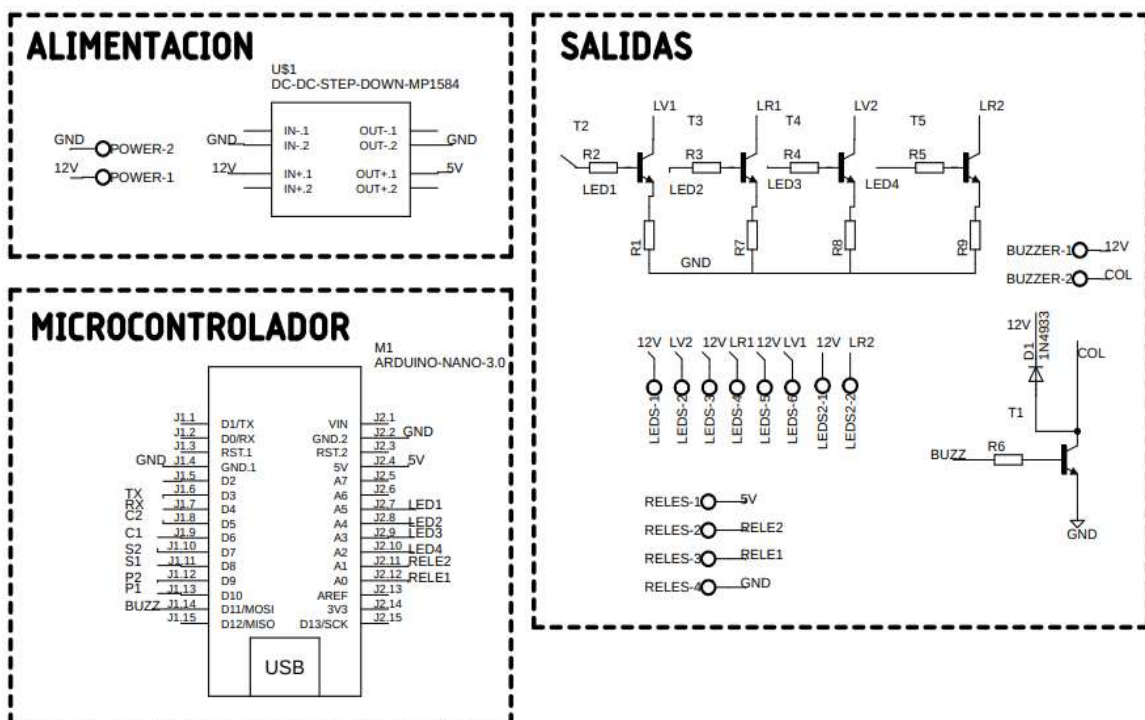 ALIMENTACION
U$1
DC-DC-STEP-DOWN-MP1584
GND POWER-2
12V POWER-1
GND IN-.1 OUT-.1 GND
IN-.2 OUT-.2
12V IN+.1 OUT+.1 5V
IN+.2 OUT+.2
MICROCONTROLADOR
M1
ARDUINO-NANO-3.0
J1.1 D1/TX VIN J2.1
J1.2 D0/RX GND.2 J2.2 GND
J1.3 RST.1 RST.2 J2.3
GND J1.4 GND.1 5V J2.4 5V
J1.5 D2 A7 J2.5
TX J1.6 D3 A6 J2.6
RX J1.7 D4 A5 J2.7 LED1
C2 J1.8 D5 A4 J2.8 LED2
C1 J1.9 D6 A3 J2.9 LED3
S2 J1.10 D7 A2 J2.10 LED4
S1 J1.11 D8 A1 J2.11 RELE2
P2 J1.12 D9 A0 J2.12 RELE1
P1 J1.13 D10 AREF J2.13
BUZZ J1.14 D11/MOSI 3V3 J2.14
J1.15 D12/MISO D13/SCK J2.15
USB
SALIDAS
LV1 LR1 LV2 LR2
T2 T3 T4 T5
R2 R3 R4 R5
LED1 LED2 LED3 LED4
R1 R7 R8 R9
GND
BUZZER-1 12V
BUZZER-2 COL
12V LV2 12V LR1 12V LV1 12V LR2
LEDS-1 LEDS-2 LEDS-3 LEDS-4 LEDS-5 LEDS-6 LEDS2-1 LEDS2-2
12V D1 1N4933 COL
T1
BUZZ R6
GND
RELES-1 5V
RELES-2 RELE2
RELES-3 RELE1
RELES-4 GND